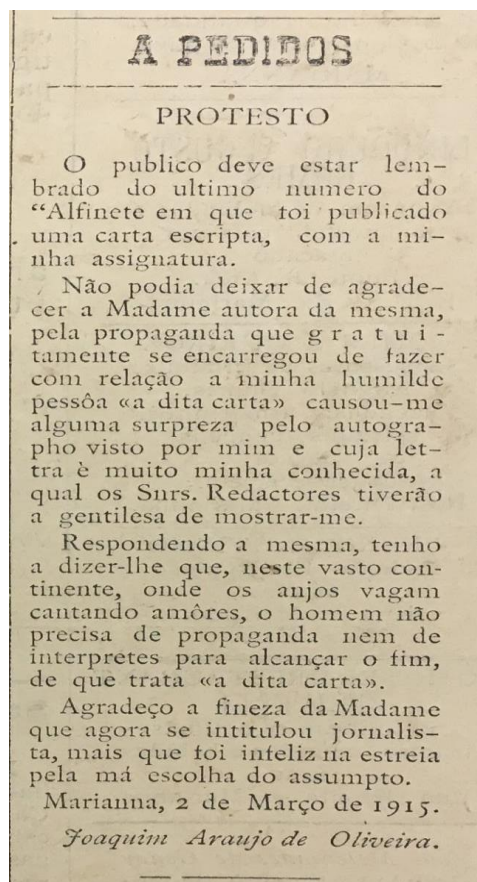 A PEDIDOS
PROTESTO
O publico deve estar lem-
brado do ultimo numero do
“Alfinete em que foi publicado
uma carta escripta, com a mi-
nha assignatura.
Não podia deixar de agrade-
cer a Madame autora da mesma,
pela propaganda que gratui-
tamente se encarregou de fazer
com relação a minha humilde
pessôa «a dita carta» causou-me
alguma surpreza pelo autogra-
pho visto por mim e cuja let-
tra è muito minha conhecida, a
qual os Snrs. Redactores tiverão
a gentilesa de mostrar-me.
Respondendo a mesma, tenho
a dizer-lhe que, neste vasto con-
tinente, onde os anjos vagam
cantando amôres, o homem não
precisa de propaganda nem de
interpretes para alcançar o fim,
de que trata «a dita carta».
Agradeço a fineza da Madame
que agora se intitulou jornalis-
ta, mais que foi infeliz na estreia
pela má escolha do assumpto.
Marianna, 2 de Março de 1915.
Joaquim Araujo de Oliveira.